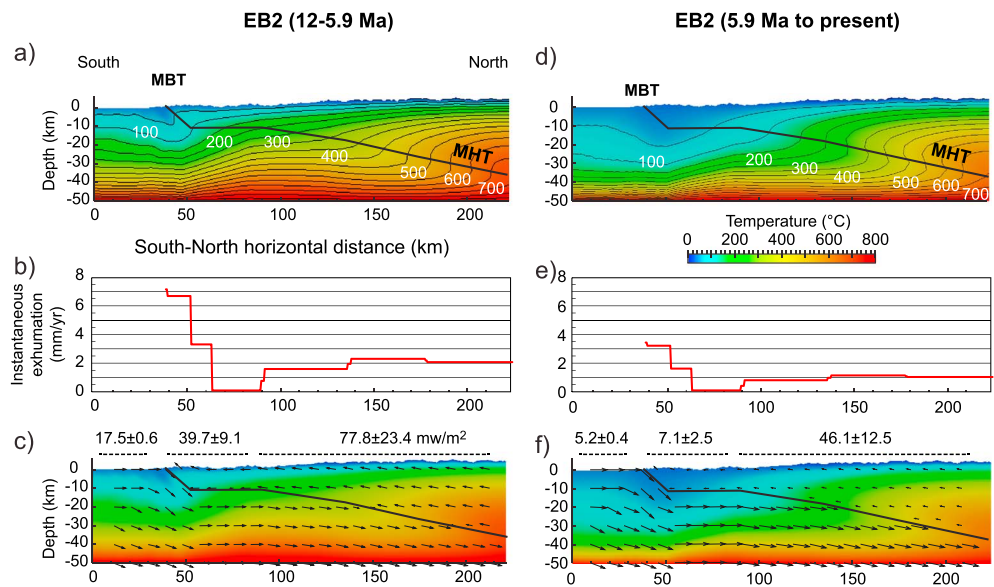 EB2 (12-5.9 Ma)
EB2 (5.9 Ma to present)
a)
South
North
MBT
Depth (km)
0
-10
-20
-30
-40
-50
100
200
300
400
500
600
700
MHT
0 50 100 150 200
South-North horizontal distance (km)
d)
MBT
0
-10
-20
-30
-40
-50
100
200
300
400
500
600
700
MHT
0 50 100 150 200
Temperature (°C)
0 200 400 600 800
b)
Instantaneous
exhumation
(mm/yr)
8
6
4
2
0
0 50 100 150 200
e)
8
6
4
2
0
0 50 100 150 200
c)
17.5±0.6 39.7±9.1 77.8±23.4 mw/m²
Depth (km)
0
-10
-20
-30
-40
-50
0 50 100 150 200
f)
5.2±0.4 7.1±2.5 46.1±12.5
0
-10
-20
-30
-40
-50
0 50 100 150 200